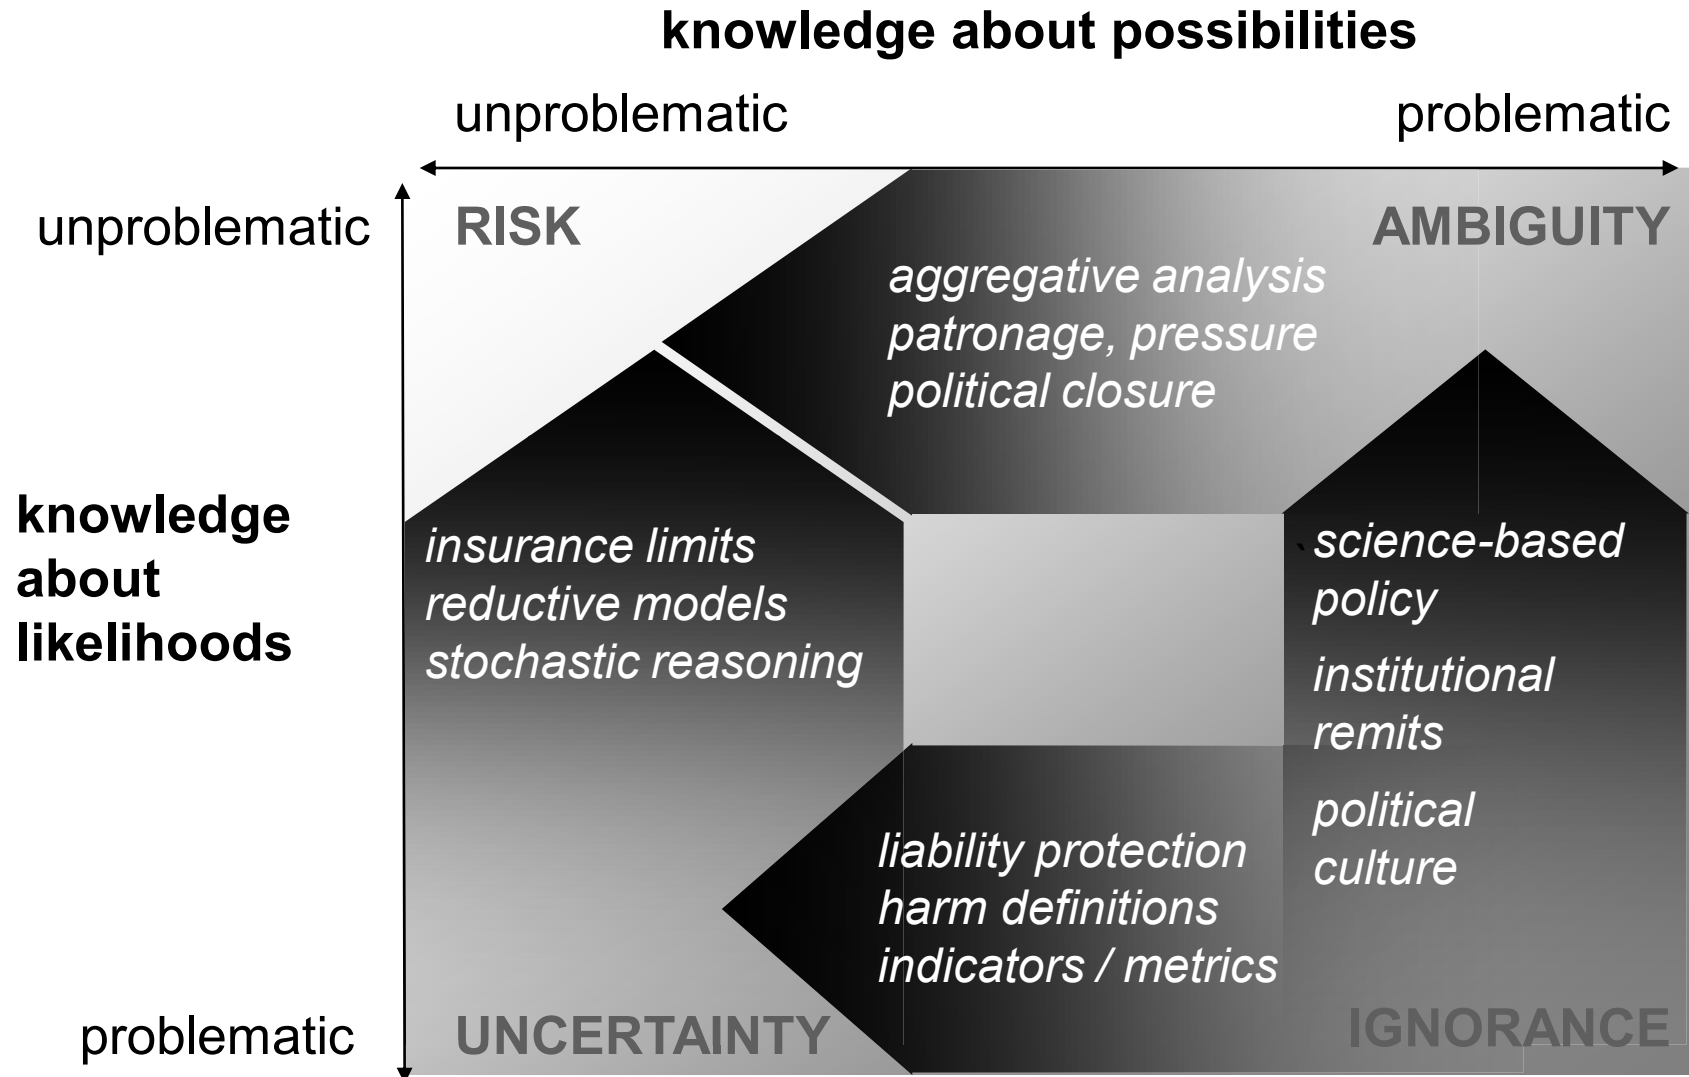 knowledge about possibilities
unproblematic
problematic
unproblematic
RISK
AMBIGUITY
aggregative analysis
patronage, pressure
political closure
knowledge
about
likelihoods
insurance limits
reductive models
stochastic reasoning
`science-based
policy
institutional
remits
political
culture
liability protection
harm definitions
indicators / metrics
problematic
UNCERTAINTY
IGNORANCE